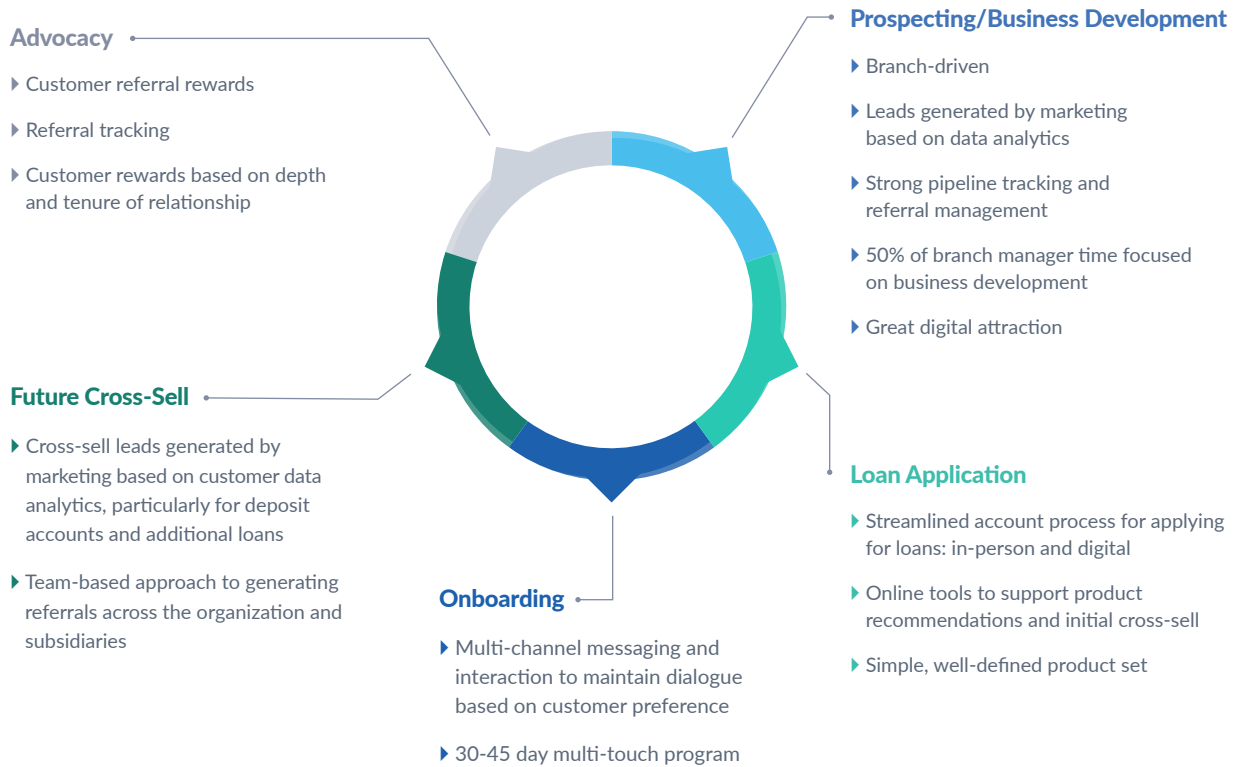 Advocacy
Customer referral rewards
Referral tracking
Customer rewards based on depth
and tenure of relationship
Prospecting/Business Development
Branch-driven
Leads generated by marketing
based on data analytics
Strong pipeline tracking and
referral management
50% of branch manager time focused
on business development
Great digital attraction
Future Cross-Sell
Cross-sell leads generated by
marketing based on customer data
analytics, particularly for deposit
accounts and additional loans
Team-based approach to generating
referrals across the organization and
subsidiaries
Loan Application
Streamlined account process for applying
for loans: in-person and digital
Online tools to support product
recommendations and initial cross-sell
Simple, well-defined product set
Onboarding
Multi-channel messaging and
interaction to maintain dialogue
based on customer preference
30-45 day multi-touch program